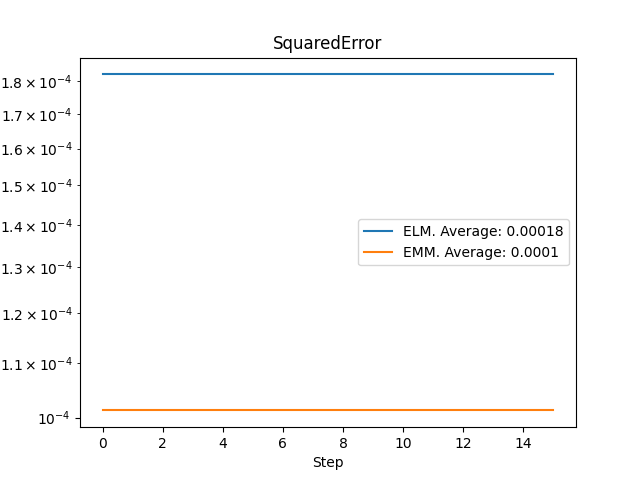 SquaredError
1.8 × 10⁻⁴
1.7 × 10⁻⁴
1.6 × 10⁻⁴
1.5 × 10⁻⁴
1.4 × 10⁻⁴
1.3 × 10⁻⁴
1.2 × 10⁻⁴
1.1 × 10⁻⁴
10⁻⁴
ELM. Average: 0.00018
EMM. Average: 0.0001
0 2 4 6 8 10 12 14
Step